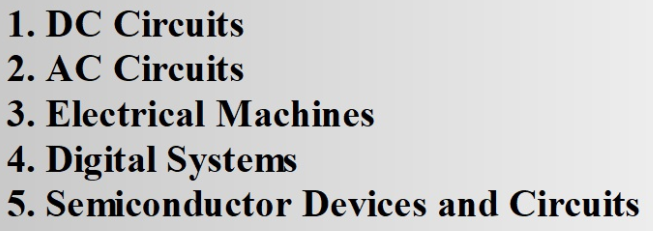 1. DC Circuits
2. AC Circuits
3. Electrical Machines
4. Digital Systems
5. Semiconductor Devices and Circuits